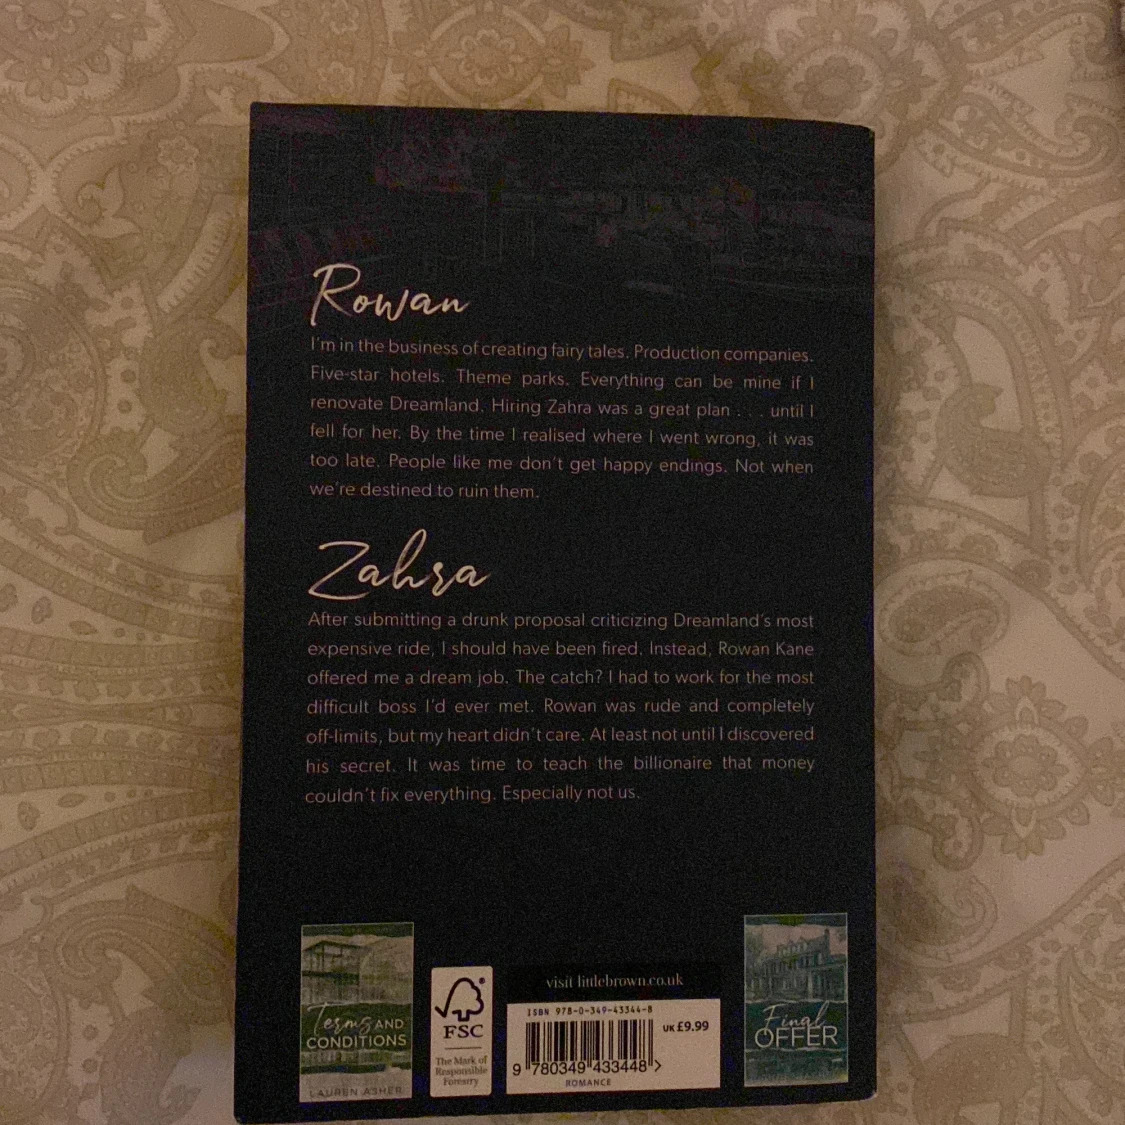 Rowan
I'm in the business of creating fairy tales. Production companies.
Five-star hotels. Theme parks. Everything can be mine if I
renovate Dreamland. Hiring Zahra was a great plan . . . until I
fell for her. By the time I realised where I went wrong, it was
too late. People like me don't get happy endings. Not when
we're destined to ruin them.
Zahra
After submitting a drunk proposal criticizing Dreamland's most
expensive ride, I should have been fired. Instead, Rowan Kane
offered me a dream job. The catch? I had to work for the most
difficult boss I'd ever met. Rowan was rude and completely
off-limits, but my heart didn't care. At least not until I discovered
his secret. It was time to teach the billionaire that money
couldn't fix everything. Especially not us.
Terms AND
CONDITIONS
LAUREN ASHER
FSC
The Mark of
Responsible
Forestry
visit littlebrown.co.uk
ISBN 978-0-349-43344-8
UK £9.99
9 780349 433448 >
ROMANCE
Final
OFFER